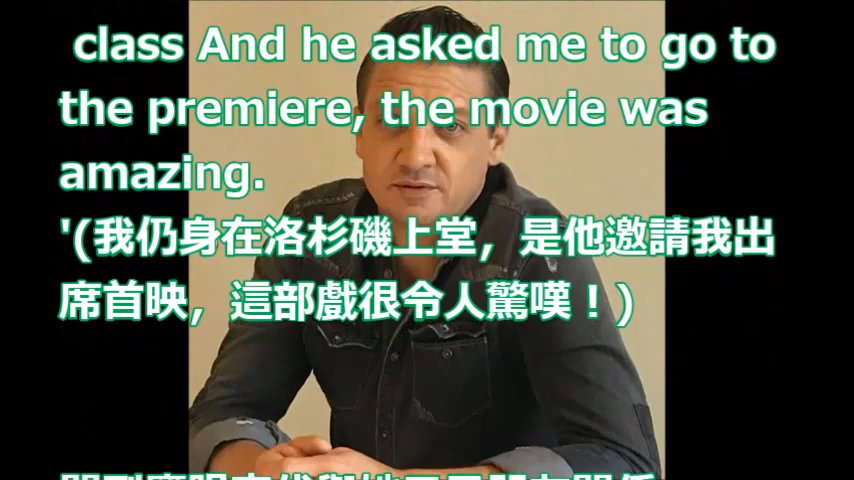 class And he asked me to go to
the premiere, the movie was
amazing.
'(我仍身在洛杉磯上堂，是他邀請我出
席首映，這部戲很令人驚嘆！)